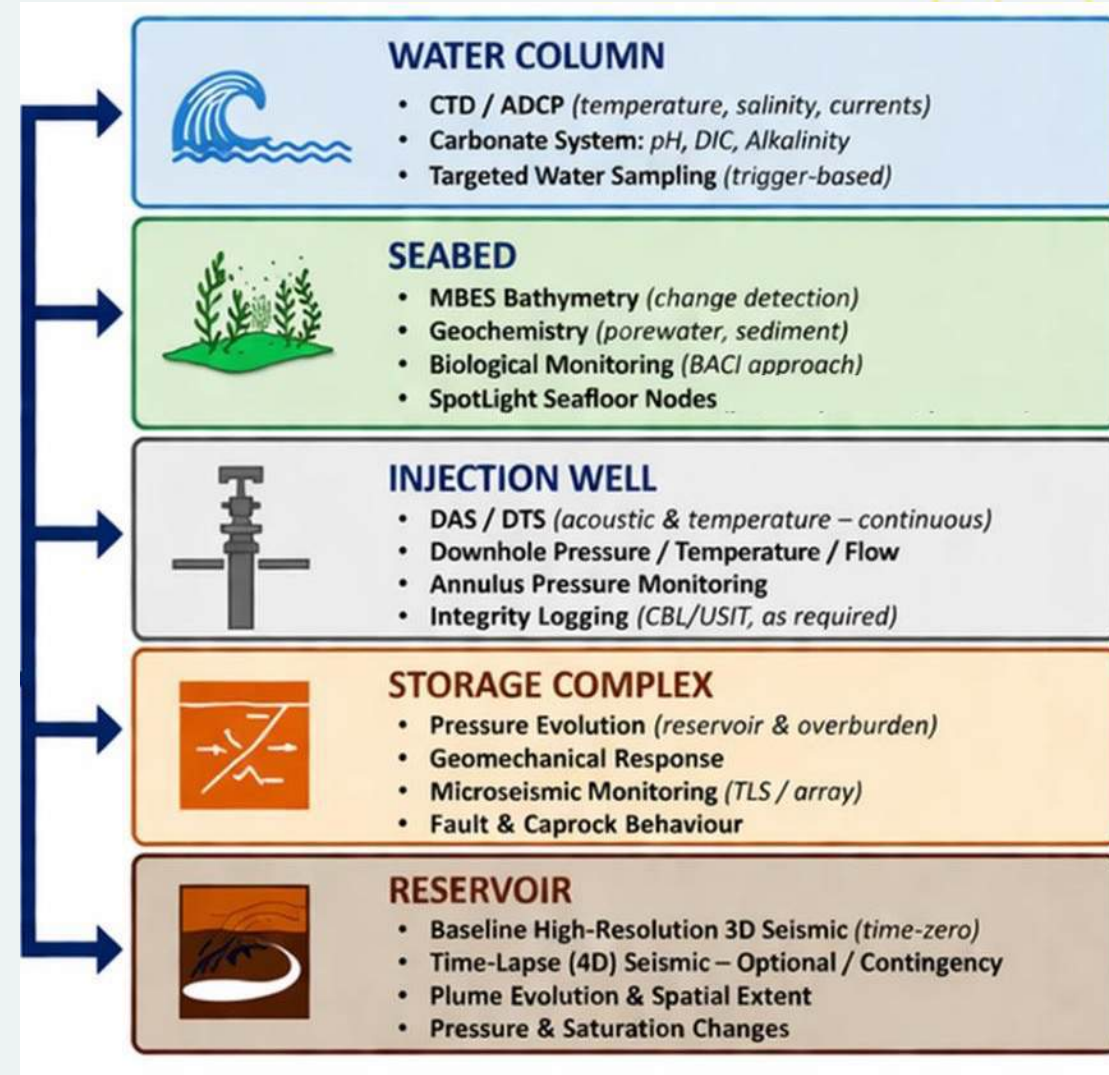 WATER COLUMN
• CTD / ADCP (temperature, salinity, currents)
• Carbonate System: pH, DIC, Alkalinity
• Targeted Water Sampling (trigger-based)
SEABED
• MBES Bathymetry (change detection)
• Geochemistry (porewater, sediment)
• Biological Monitoring (BACI approach)
• SpotLight Seafloor Nodes
INJECTION WELL
• DAS / DTS (acoustic & temperature – continuous)
• Downhole Pressure / Temperature / Flow
• Annulus Pressure Monitoring
• Integrity Logging (CBL/USIT, as required)
STORAGE COMPLEX
• Pressure Evolution (reservoir & overburden)
• Geomechanical Response
• Microseismic Monitoring (TLS / array)
• Fault & Caprock Behaviour
RESERVOIR
• Baseline High-Resolution 3D Seismic (time-zero)
• Time-Lapse (4D) Seismic – Optional / Contingency
• Plume Evolution & Spatial Extent
• Pressure & Saturation Changes